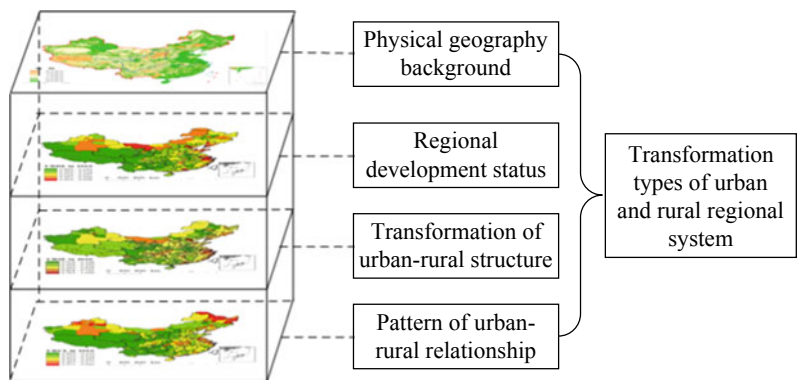 Physical geography
background
Regional
development status
Transformation of
urban-rural structure
Pattern of urban-
rural relationship
Transformation
types of urban
and rural regional
system